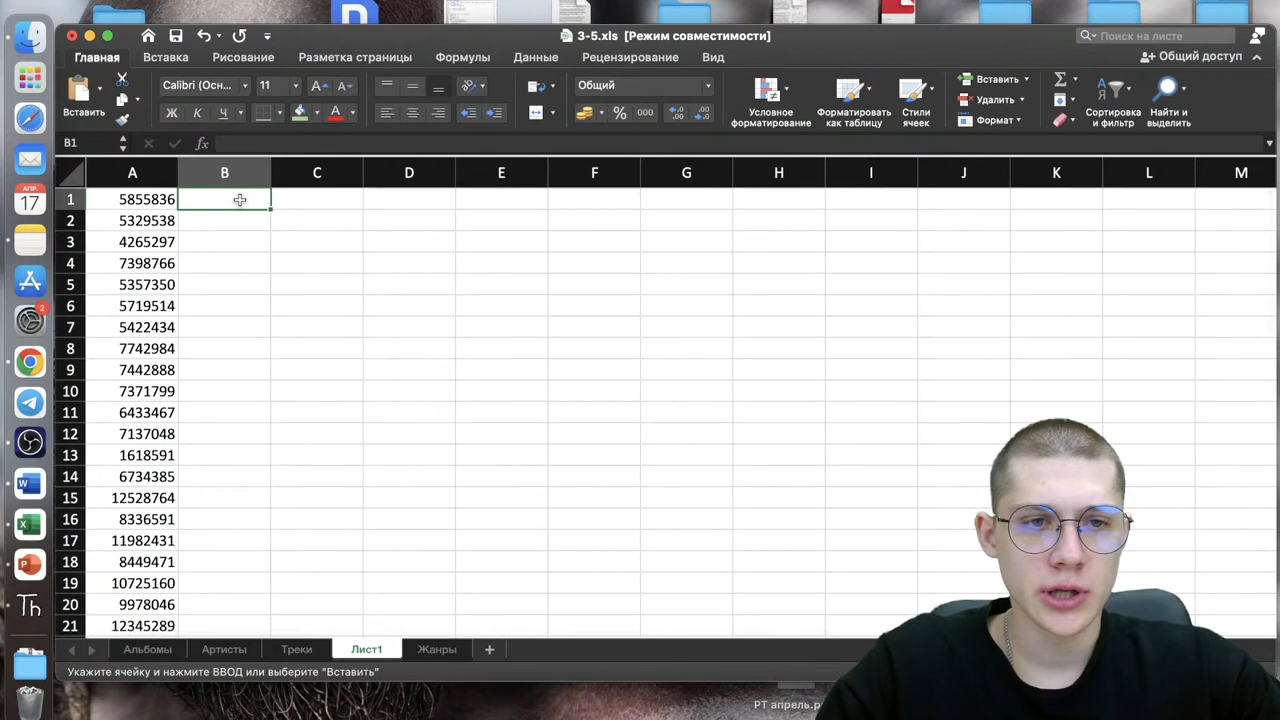 3-5.xls [Режим совместимости]
Поиск на листе
Главная Вставка Рисование Разметка страницы Формулы Данные Рецензирование Вид
Общий доступ
Вставить
Calibri (Осн...
11
Ж К Ч
Общий
% 000
Условное форматирование
Форматировать как таблицу
Стили ячеек
Вставить
Удалить
Формат
Сортировка и фильтр
Найти и выделить
B1
fx
A B C D E F G H I J K L M
1 5855836
2 5329538
3 4265297
4 7398766
5 5357350
6 5719514
7 5422434
8 7742984
9 7442888
10 7371799
11 6433467
12 7137048
13 1618591
14 6734385
15 12528764
16 8336591
17 11982431
18 8449471
19 10725160
20 9978046
21 12345289
Альбомы Артисты Треки Лист1 Жанры
Укажите ячейку и нажмите ВВОД или выберите "Вставить"
АПР.
17
2
Th